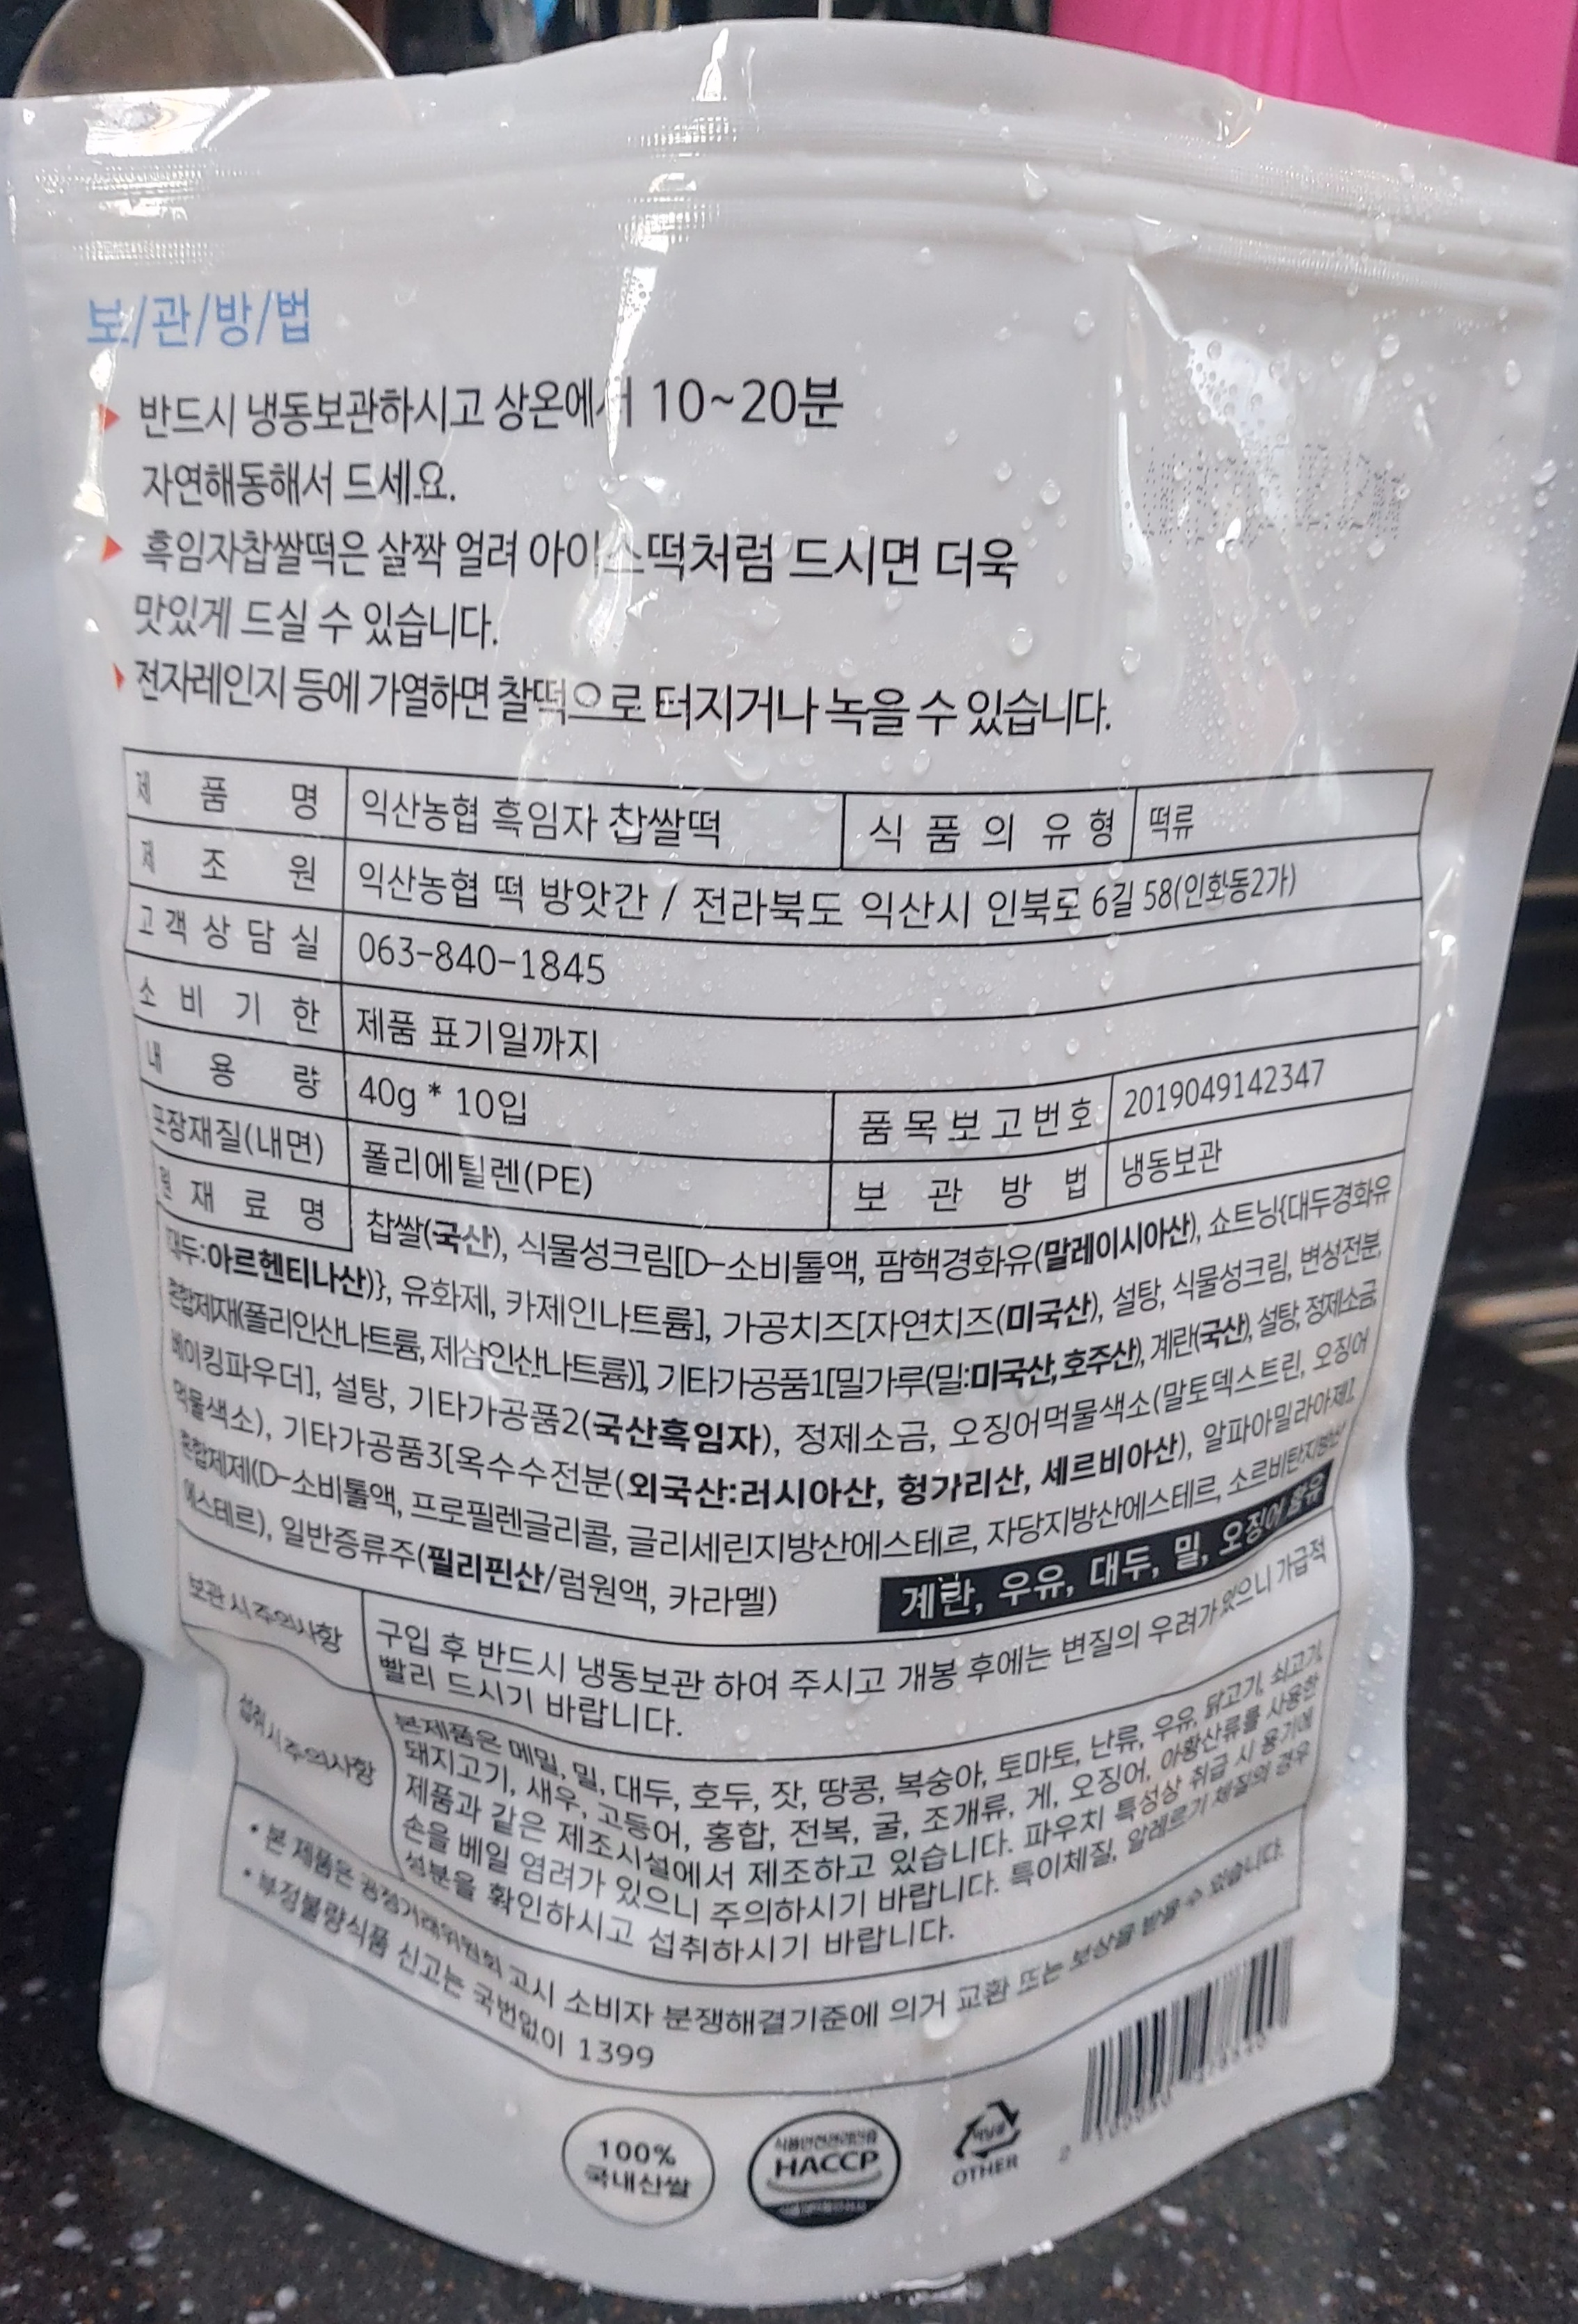 보/관/방/법
반드시 냉동보관하시고 상온에서 10~20분
자연해동해서 드세요.
흑임자찹쌀떡은 살짝 얼려 아이스떡처럼 드시면 더욱
맛있게 드실 수 있습니다.
전자레인지 등에 가열하면 찰떡으로 터지거나 녹을 수 있습니다.
제 품 명 익산농협 흑임자 찹쌀떡 식 품 의 유 형 떡류
제 조 원 익산농협 떡 방앗간 / 전라북도 익산시 인북로 6길 58(인화동2가)
고 객 상 담 실 063-840-1845
소 비 기 한 제품 표기일까지
내 용 량 40g * 10입 품 목 보 고 번 호 2019049142347
포장재질(내면) 폴리에틸렌(PE) 보 관 방 법 냉동보관
원 재 료 명 찹쌀(국산), 식물성크림[D-소비톨액, 팜핵경화유(말레이시아산), 쇼트닝{대두경화유
(대두:아르헨티나산)}, 유화제, 카제인나트륨], 가공치즈[자연치즈(미국산), 설탕, 식물성크림, 변성전분,
혼합제재(폴리인산나트륨, 제삼인산나트륨)], 기타가공품1[밀가루(밀:미국산,호주산), 계란(국산), 설탕, 정제소금,
베이킹파우더], 설탕, 기타가공품2(국산흑임자), 정제소금, 오징어먹물색소(말토덱스트린, 오징어
먹물색소), 기타가공품3[옥수수전분(외국산:러시아산, 헝가리산, 세르비아산), 알파아밀라아제],
혼합제제(D-소비톨액, 프로필렌글리콜, 글리세린지방산에스테르, 자당지방산에스테르, 소르비탄지방산
에스테르), 일반증류주(필리핀산/럼원액, 카라멜) 계란, 우유, 대두, 밀, 오징어 함유
보관 시 주의사항 구입 후 반드시 냉동보관 하여 주시고 개봉 후에는 변질의 우려가 있으니 가급적
빨리 드시기 바랍니다.
섭취 시 주의사항 본제품은 메밀, 밀, 대두, 호두, 잣, 땅콩, 복숭아, 토마토, 난류, 우유, 닭고기, 쇠고기,
돼지고기, 새우, 고등어, 홍합, 전복, 굴, 조개류, 게, 오징어, 아황산류를 사용한
제품과 같은 제조시설에서 제조하고 있습니다. 파우치 특성상 취급 시 용기에
손을 베일 염려가 있으니 주의하시기 바랍니다. 특이체질, 알레르기 체질의 경우
성분을 확인하시고 섭취하시기 바랍니다.
• 본 제품은 공정거래위원회 고시 소비자 분쟁해결기준에 의거 교환 또는 보상을 받을 수 있습니다.
• 부정불량식품 신고는 국번없이 1399
100%
국내산쌀
식품안전관리인증
HACCP
OTHER